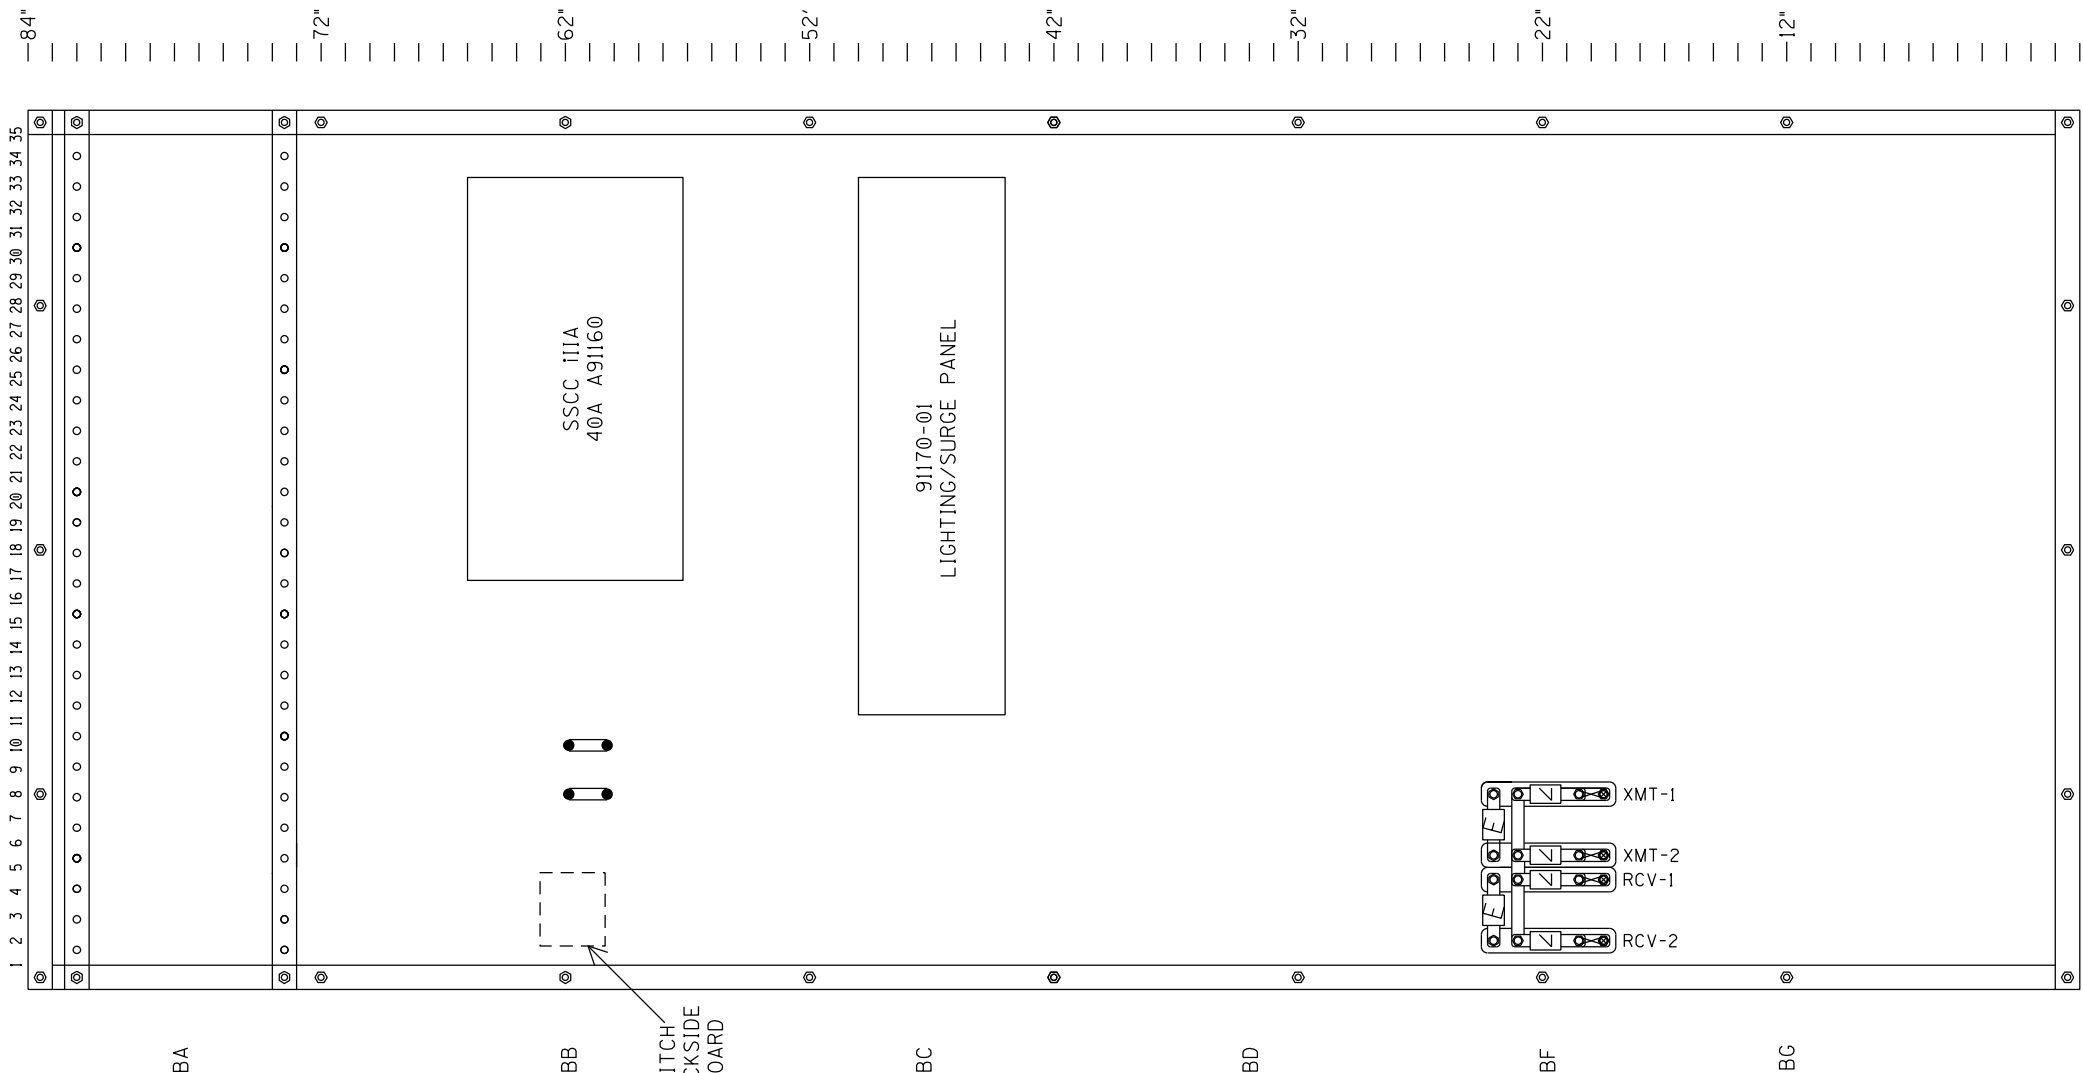 84"
72"
62"
52'
42"
32"
22"
12"
1 2 3 4 5 6 7 8 9 10 11 12 13 14 15 16 17 18 19 20 21 22 23 24 25 26 27 28 29 30 31 32 33 34 35
SSCC iIIA
40A A91160
91170-01
LIGHTING/SURGE PANEL
XMT-1
XMT-2
RCV-1
RCV-2
ITCH
CKSIDE
OARD
BA
BB
BC
BD
BF
BG